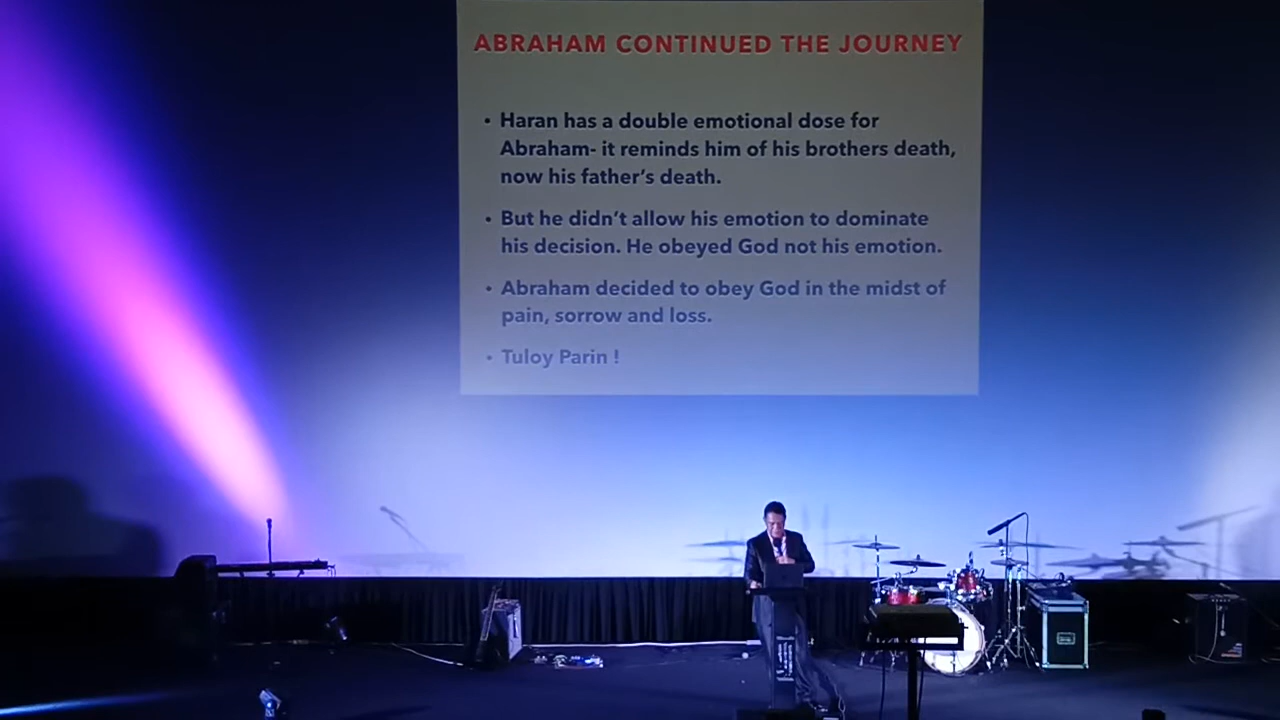 ABRAHAM CONTINUED THE JOURNEY
• Haran has a double emotional dose for
Abraham- it reminds him of his brothers death,
now his father's death.
• But he didn't allow his emotion to dominate
his decision. He obeyed God not his emotion.
• Abraham decided to obey God in the midst of
pain, sorrow and loss.
• Tuloy Parin !